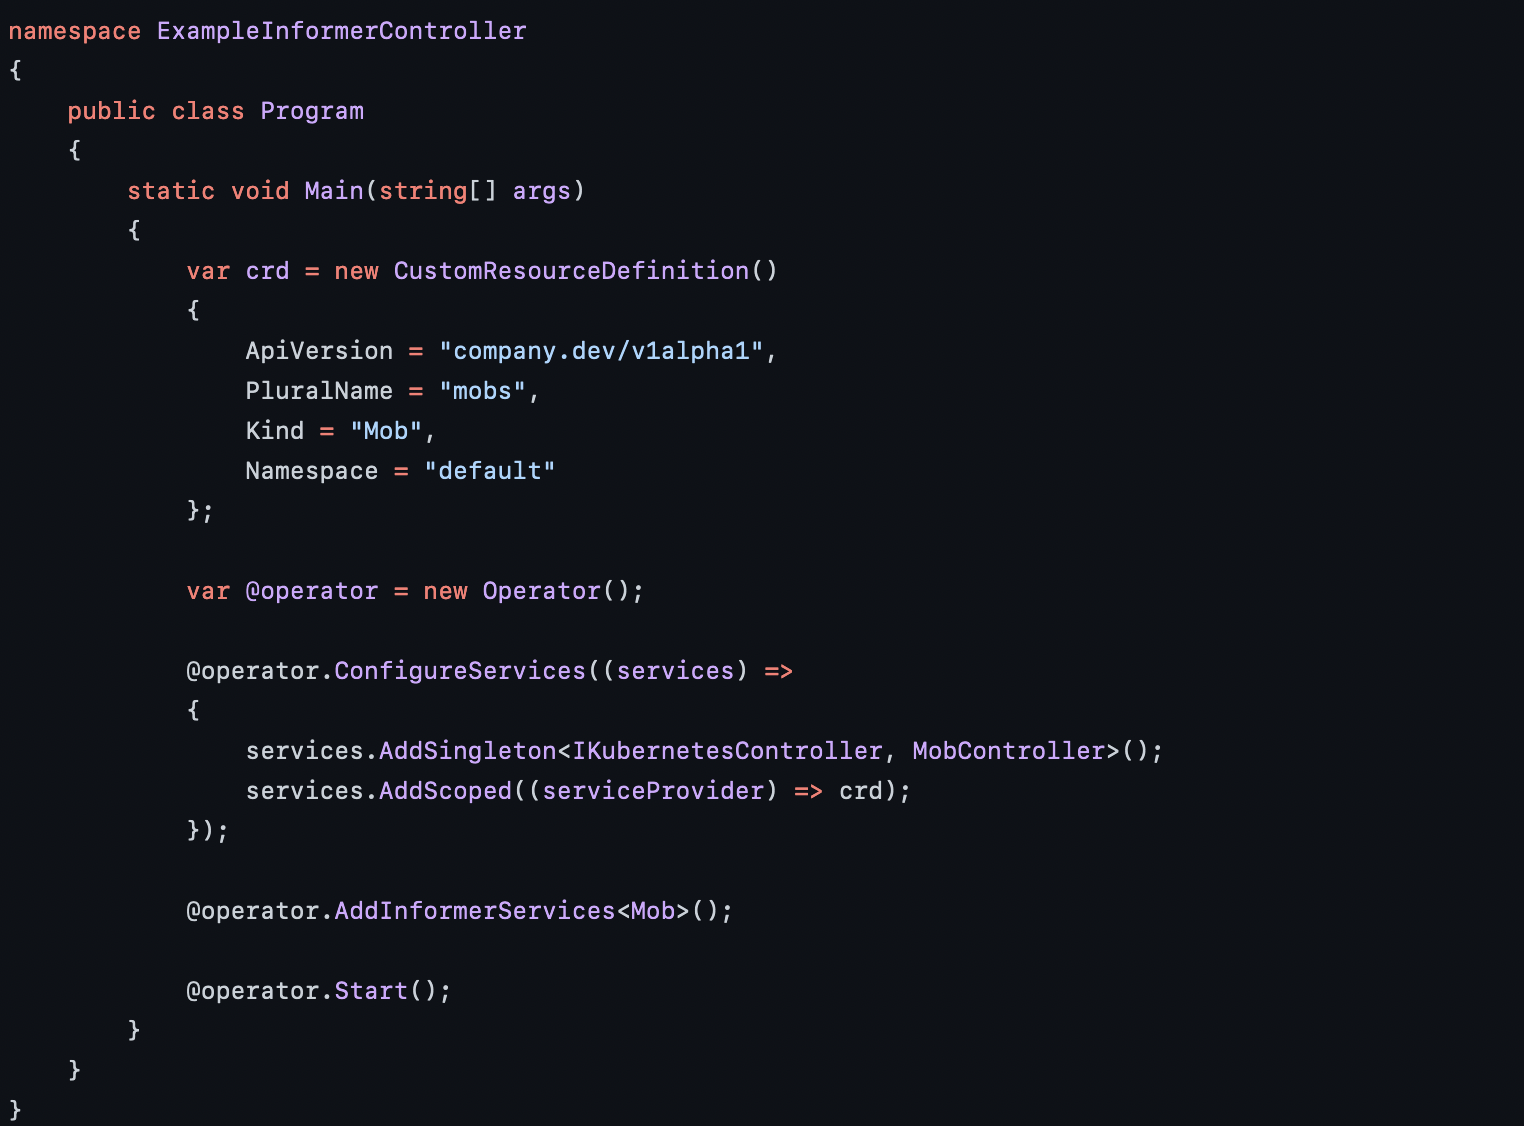 namespace ExampleInformerController
{
    public class Program
    {
        static void Main(string[] args)
        {
            var crd = new CustomResourceDefinition()
            {
                ApiVersion = "company.dev/v1alpha1",
                PluralName = "mobs",
                Kind = "Mob",
                Namespace = "default"
            };

            var @operator = new Operator();

            @operator.ConfigureServices((services) =>
            {
                services.AddSingleton<IKubernetesController, MobController>();
                services.AddScoped((serviceProvider) => crd);
            });

            @operator.AddInformerServices<Mob>();

            @operator.Start();
        }
    }
}